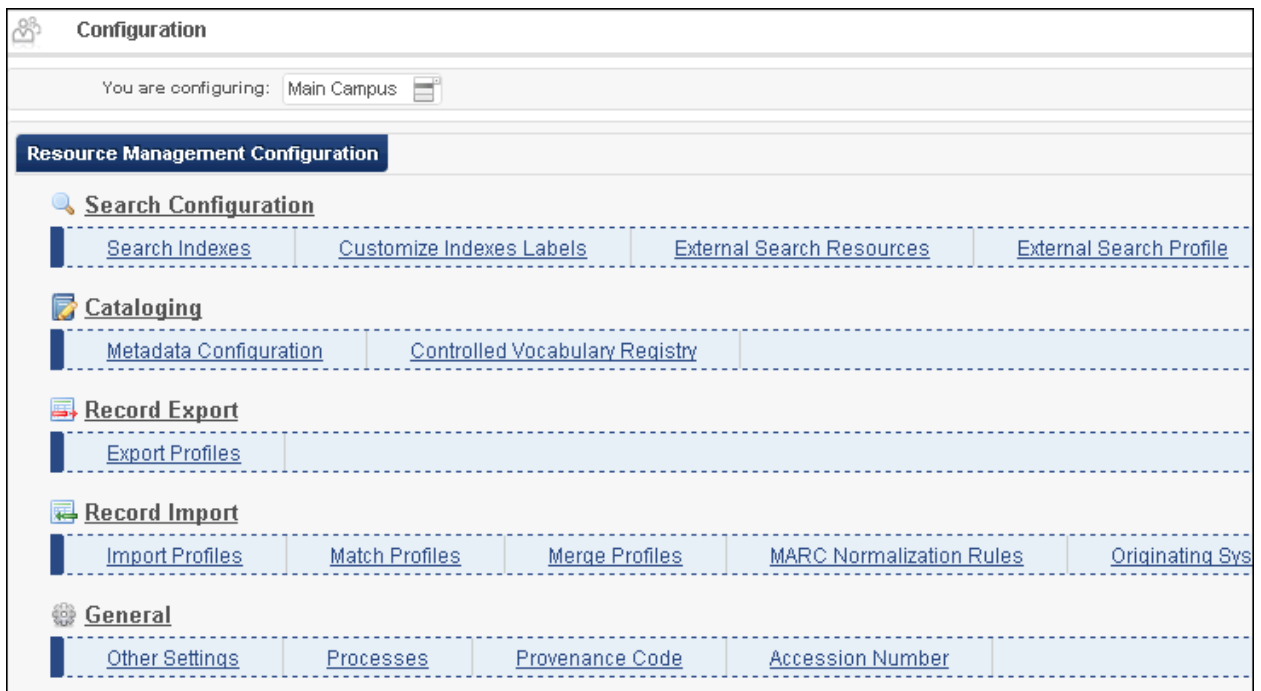 Configuration
You are configuring: Main Campus
Resource Management Configuration
Search Configuration
Search Indexes Customize Indexes Labels External Search Resources External Search Profile
Cataloging
Metadata Configuration Controlled Vocabulary Registry
Record Export
Export Profiles
Record Import
Import Profiles Match Profiles Merge Profiles MARC Normalization Rules Originating Sys
General
Other Settings Processes Provenance Code Accession Number